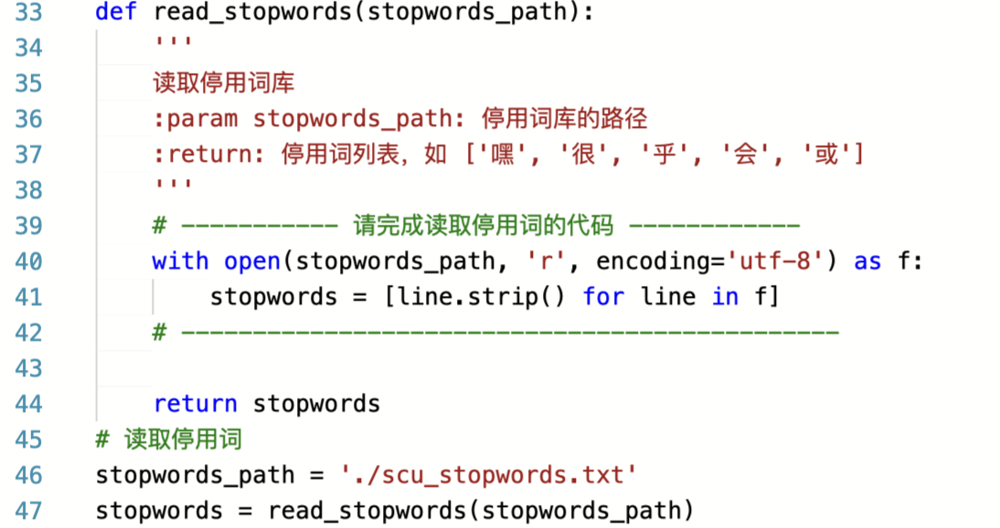 33 def read_stopwords(stopwords_path):
34 '''
35 读取停用词库
36 :param stopwords_path: 停用词库的路径
37 :return: 停用词列表，如 ['嘿', '很', '乎', '会', '或']
38 '''
39 # ----------- 请完成读取停用词的代码 ------------
40 with open(stopwords_path, 'r', encoding='utf-8') as f:
41 stopwords = [line.strip() for line in f]
42 # ----------------------------------------------
43
44 return stopwords
45 # 读取停用词
46 stopwords_path = './scu_stopwords.txt'
47 stopwords = read_stopwords(stopwords_path)